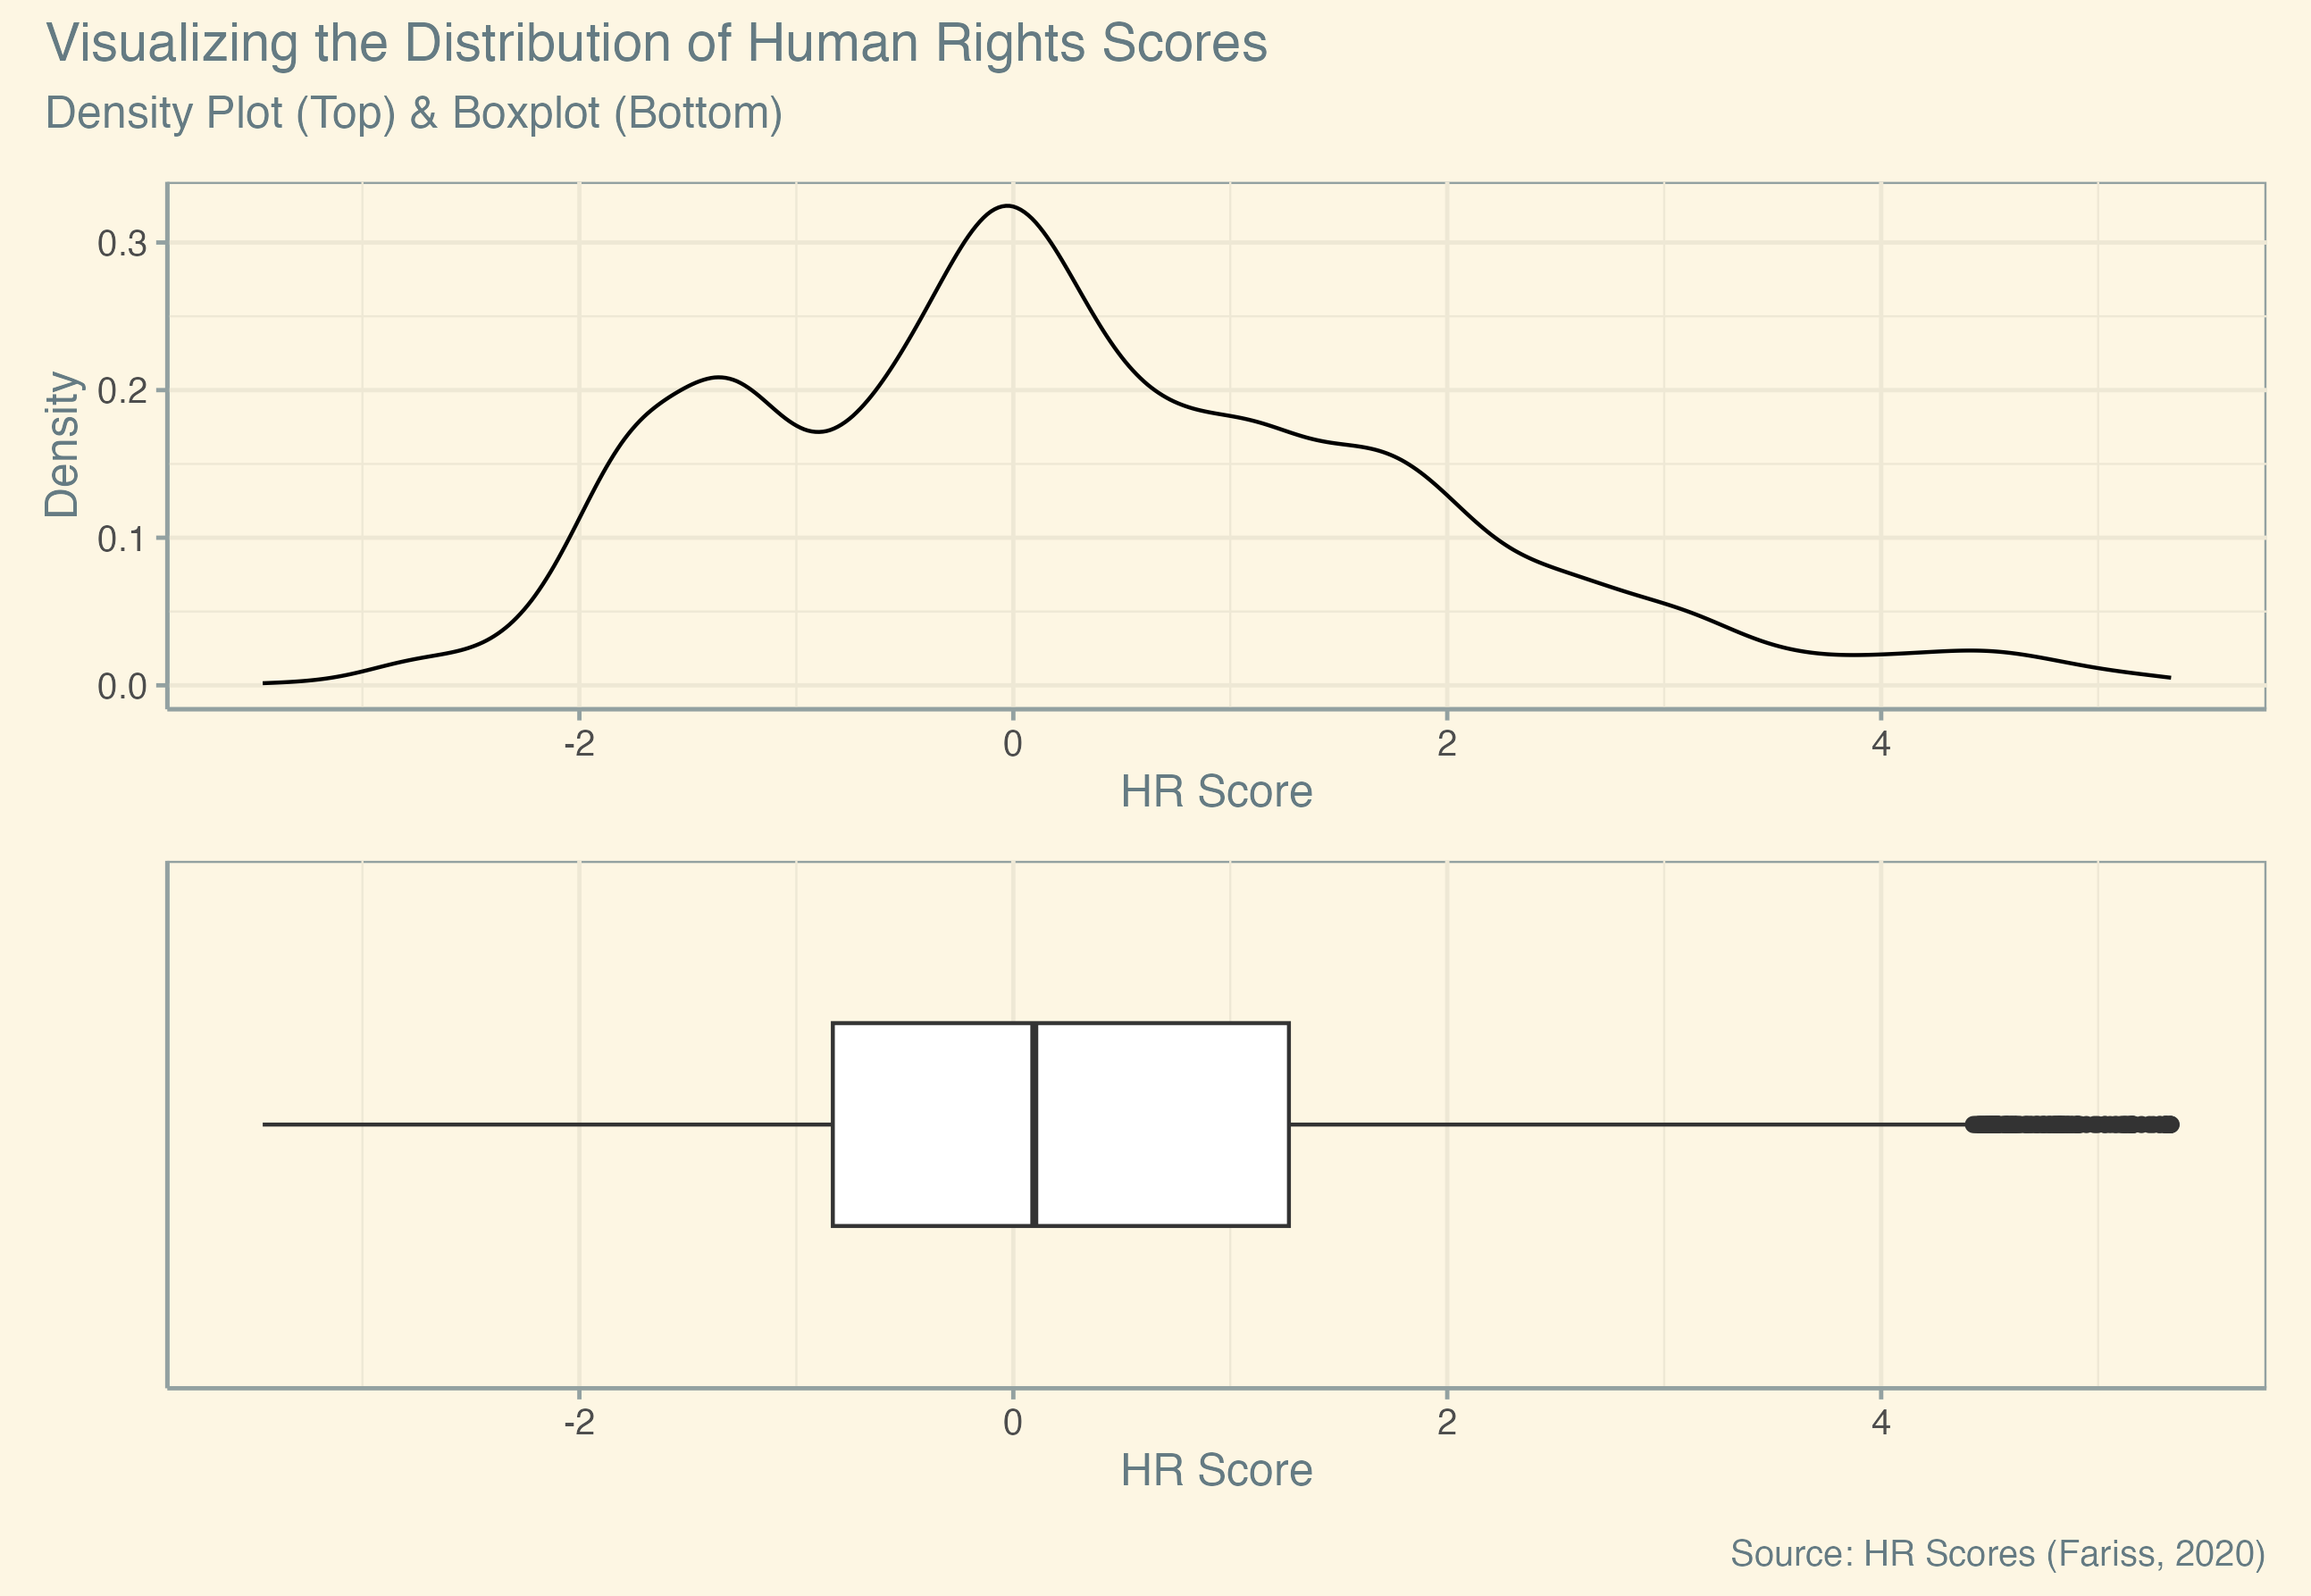 Visualizing the Distribution of Human Rights Scores
Density Plot (Top) & Boxplot (Bottom)
Density
0.3
0.2
0.1
0.0
-2 0 2 4
HR Score
-2 0 2 4
HR Score
Source: HR Scores (Fariss, 2020)